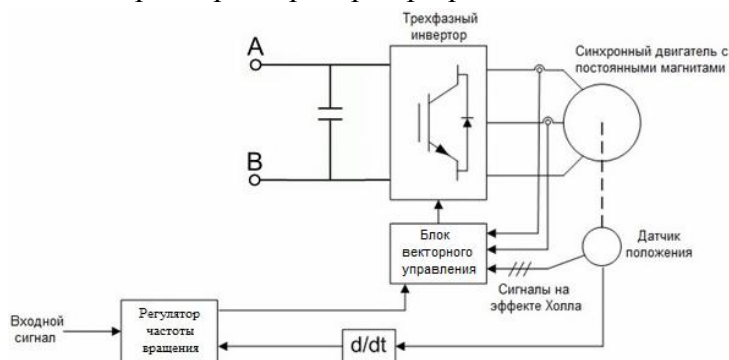 Трехфазный
инвертор
A
Синхронный двигатель с
постоянными магнитами
B
Блок
векторного
управления
Датчик
положения
Сигналы на
эффекте Холла
Входной
сигнал
Регулятор
частоты
вращения
d/dt